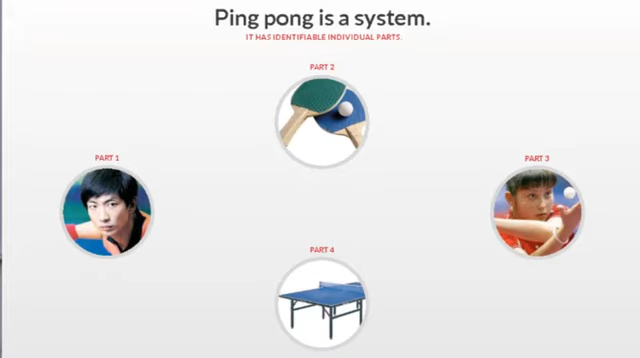 Ping pong is a system.
IT HAS IDENTIFIABLE INDIVIDUAL PARTS.
PART 2
PART 1
PART 3
PART 4